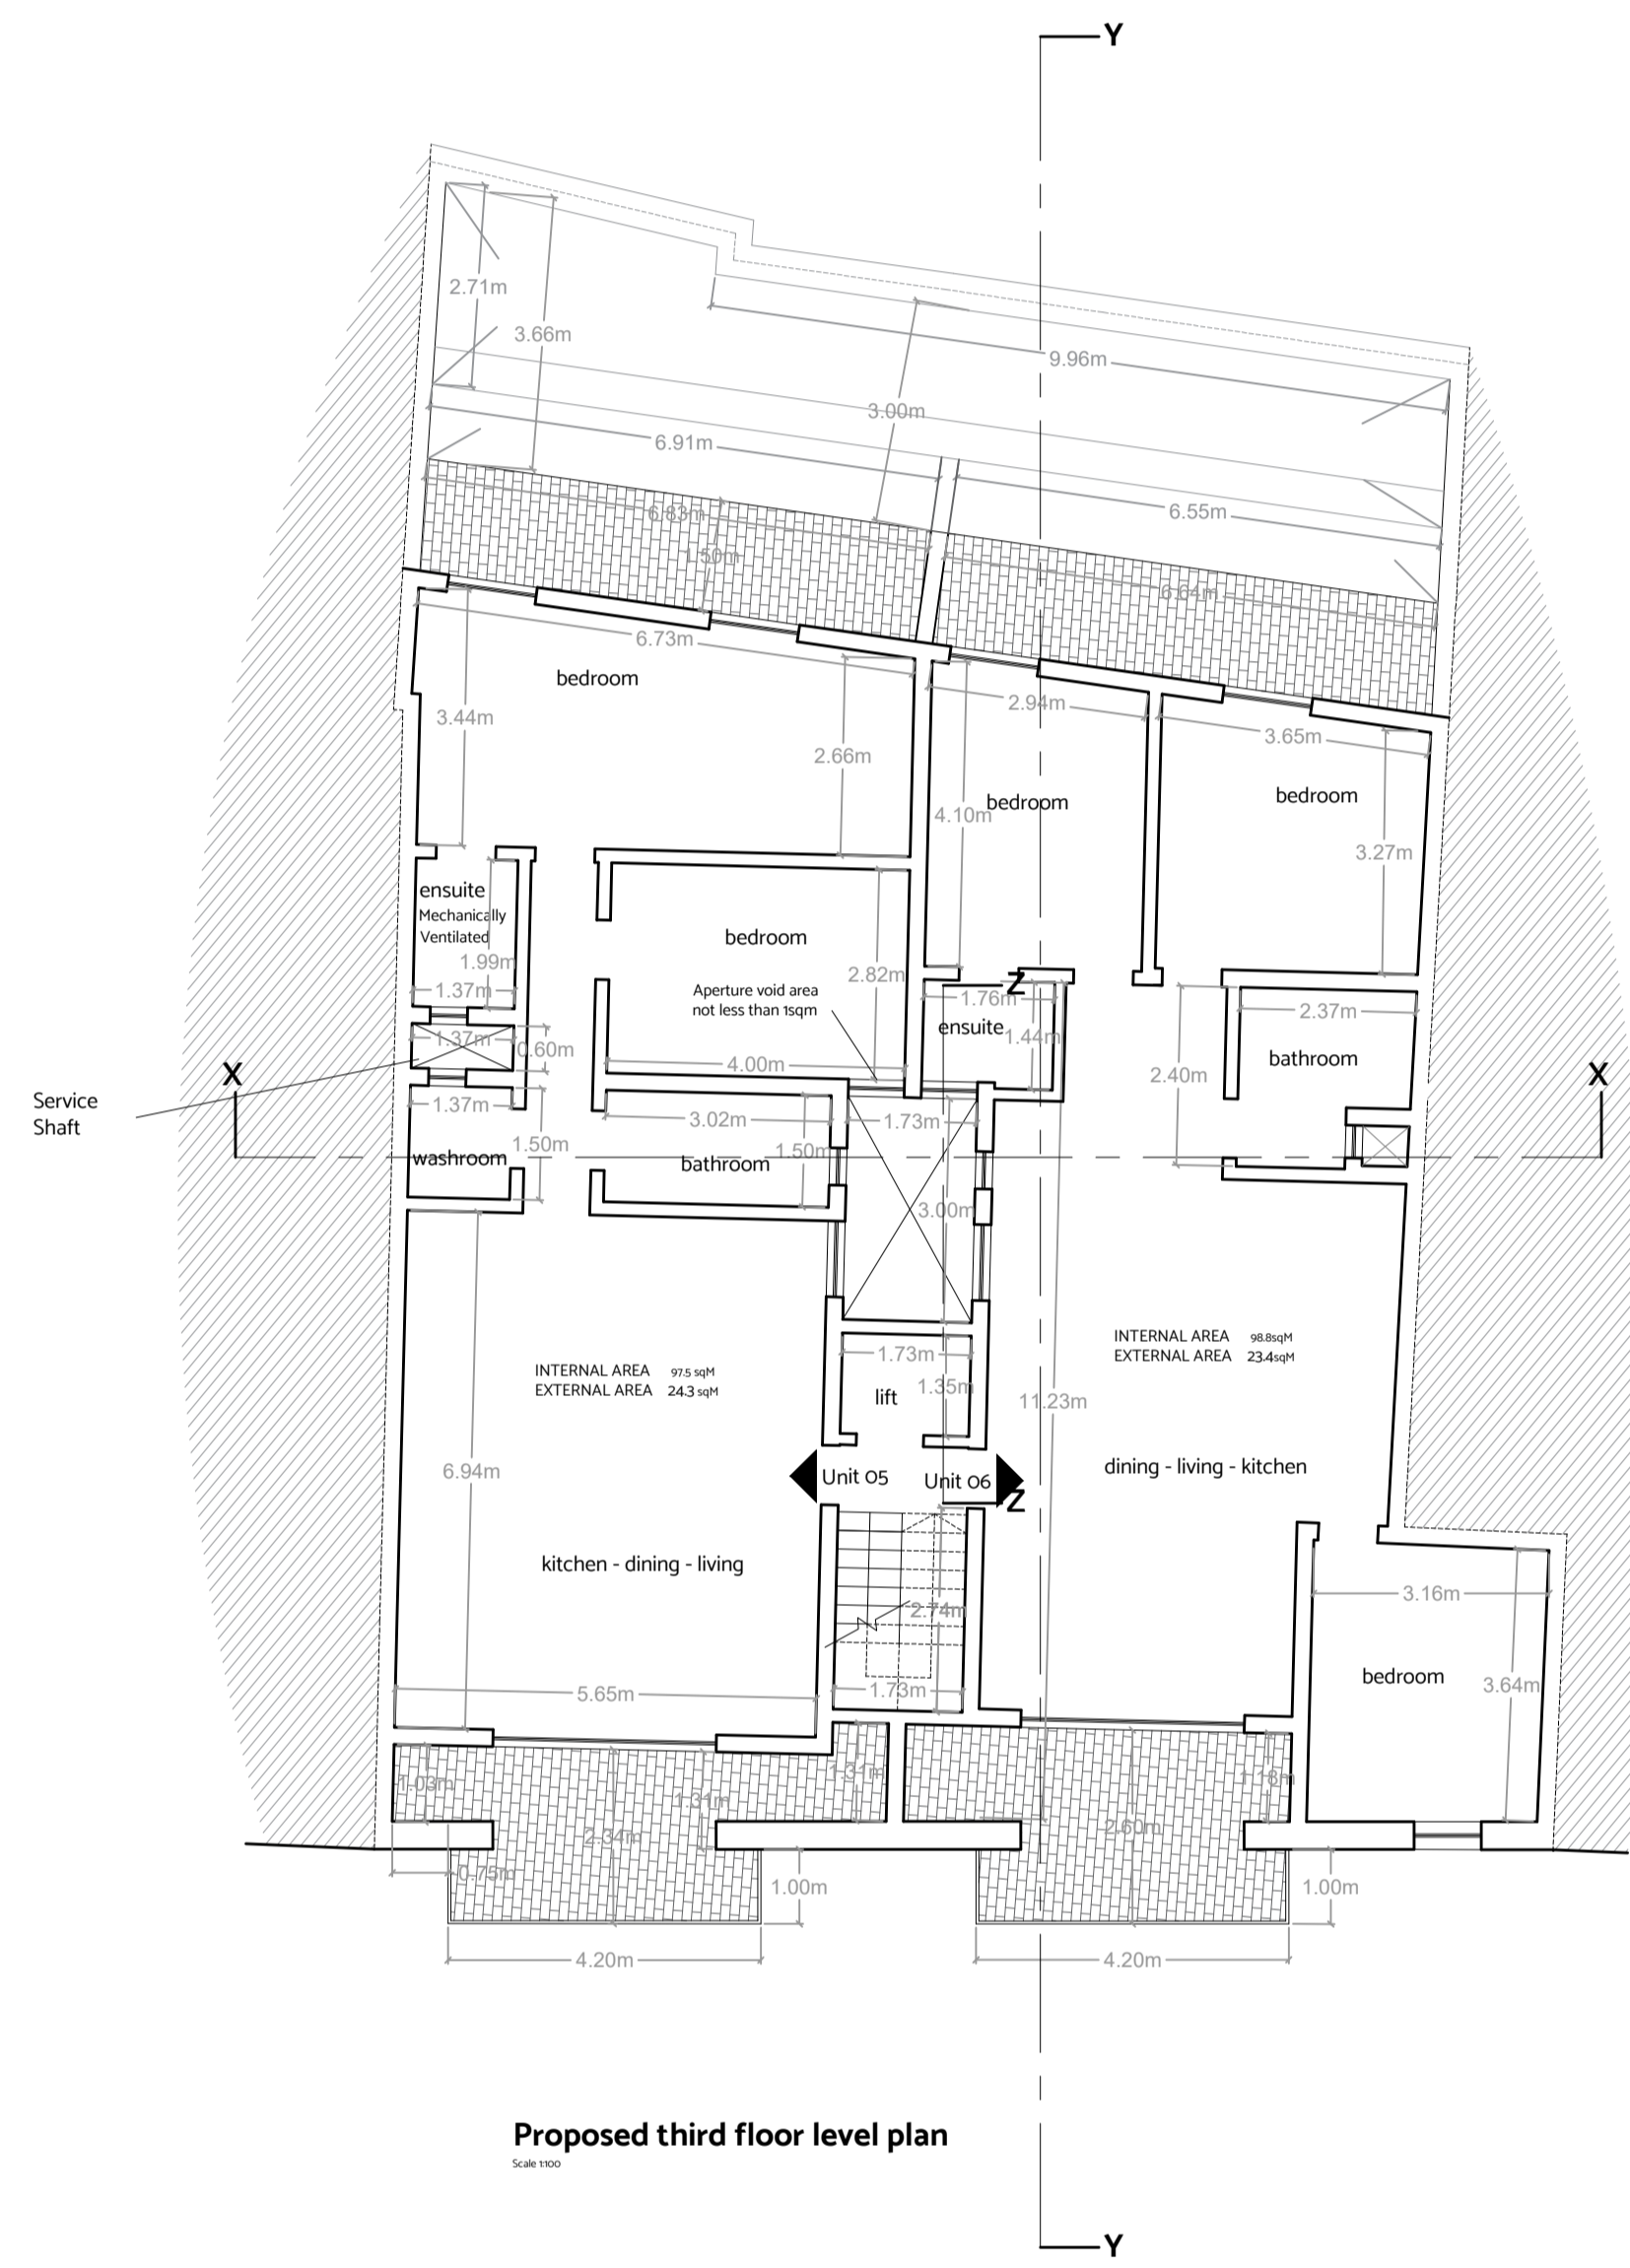 Y
2.71m
3.66m
9.96m
3.00m
6.91m
6.55m
6.83m
1.50m
6.64m
6.73m
bedroom
2.94m
3.44m
3.65m
2.66m
bedroom
bedroom
4.10m
3.27m
ensuite
Mechanically
Ventilated
1.99m
1.37m
bedroom
2.82m
Aperture void area
not less than 1sqm
Z
1.76m
ensuite
1.44m
2.37m
bathroom
2.40m
1.37m
0.60m
4.00m
X
X
Service
Shaft
1.37m
3.02m
1.73m
1.50m
1.50m
washroom
bathroom
3.00m
INTERNAL AREA 98.8sqM
EXTERNAL AREA 23.4sqM
1.73m
INTERNAL AREA 97.5 sqM
EXTERNAL AREA 24.3 sqM
1.35m
lift
11.23m
6.94m
dining - living - kitchen
Unit 05
Unit 06
Z
kitchen - dining - living
3.16m
2.74m
bedroom
3.64m
5.65m
1.73m
1.03m
1.31m
1.18m
1.31m
2.34m
2.60m
0.75m
1.00m
1.00m
4.20m
4.20m
Proposed third floor level plan
Scale 1:100
Y